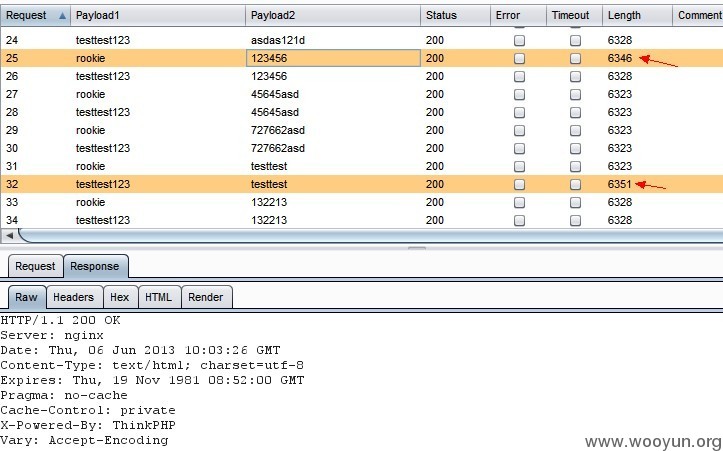 Request Payload1 Payload2 Status Error Timeout Length Comment
24 testtest123 asdas121d 200 6328
25 rookie 123456 200 6346
26 testtest123 123456 200 6328
27 rookie 45645asd 200 6323
28 testtest123 45645asd 200 6328
29 rookie 727662asd 200 6323
30 testtest123 727662asd 200 6323
31 rookie testtest 200 6323
32 testtest123 testtest 200 6351
33 rookie 132213 200 6328
34 testtest123 132213 200 6328
Request Response
Raw Headers Hex HTML Render
HTTP/1.1 200 OK
Server: nginx
Date: Thu, 06 Jun 2013 10:03:26 GMT
Content-Type: text/html; charset=utf-8
Expires: Thu, 19 Nov 1981 08:52:00 GMT
Pragma: no-cache
Cache-Control: private
X-Powered-By: ThinkPHP
Vary: Accept-Encoding
www.wooyun.org